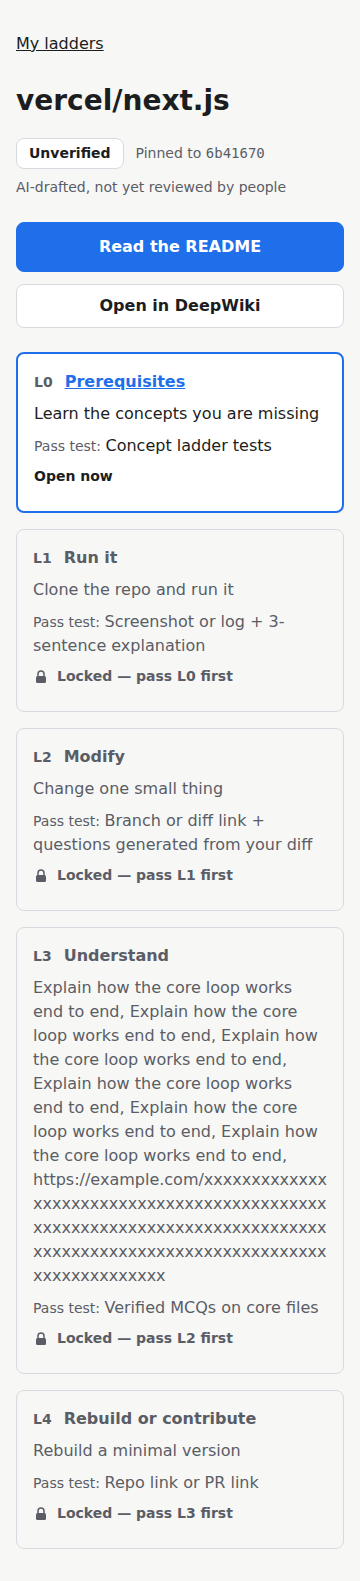 My ladders
vercel/next.js
Unverified Pinned to 6b41670
AI-drafted, not yet reviewed by people
Read the README
Open in DeepWiki
L0 Prerequisites
Learn the concepts you are missing
Pass test: Concept ladder tests
Open now
L1 Run it
Clone the repo and run it
Pass test: Screenshot or log + 3-
sentence explanation
Locked — pass L0 first
L2 Modify
Change one small thing
Pass test: Branch or diff link +
questions generated from your diff
Locked — pass L1 first
L3 Understand
Explain how the core loop works
end to end, Explain how the core
loop works end to end, Explain how
the core loop works end to end,
Explain how the core loop works
end to end, Explain how the core
loop works end to end, Explain how
the core loop works end to end,
https://example.com/xxxxxxxxxxxxx
xxxxxxxxxxxxxxxxxxxxxxxxxxxxxxx
xxxxxxxxxxxxxxxxxxxxxxxxxxxxxxx
xxxxxxxxxxxxxxxxxxxxxxxxxxxxxxx
xxxxxxxxxxxxxx
Pass test: Verified MCQs on core files
Locked — pass L2 first
L4 Rebuild or contribute
Rebuild a minimal version
Pass test: Repo link or PR link
Locked — pass L3 first